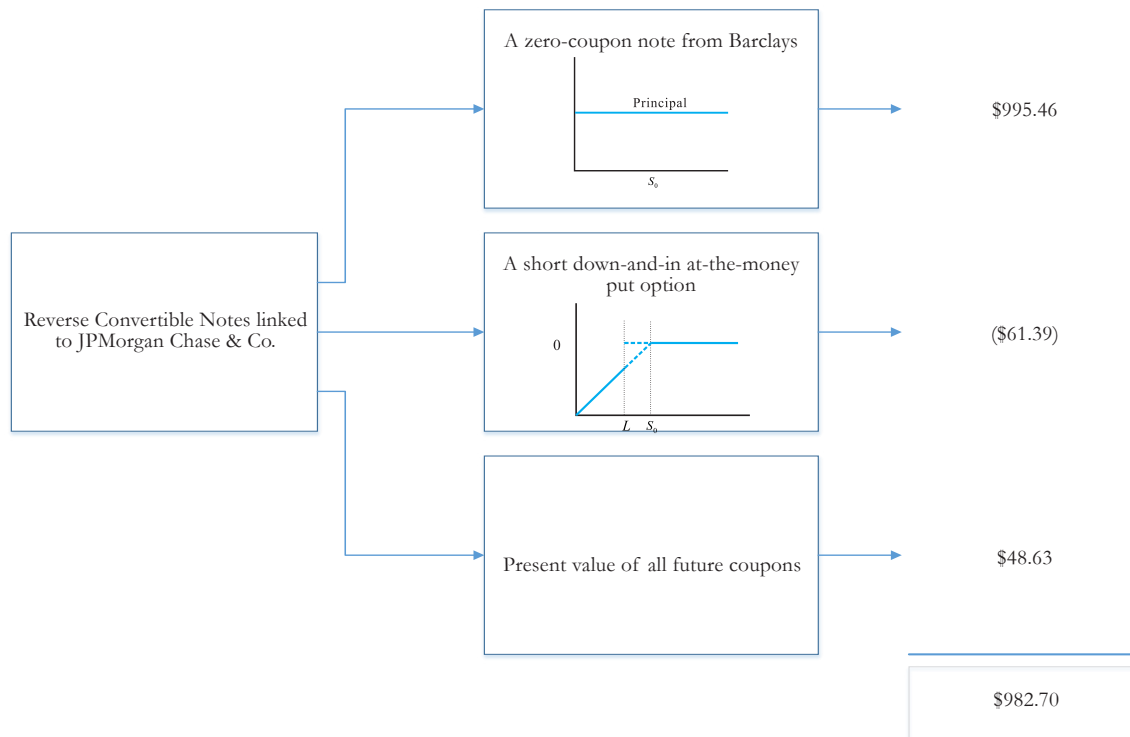 A zero-coupon note from Barclays
Principal
S₀
$995.46
Reverse Convertible Notes linked
to JPMorgan Chase & Co.
A short down-and-in at-the-money
put option
0
L S₀
($61.39)
Present value of all future coupons
$48.63
$982.70